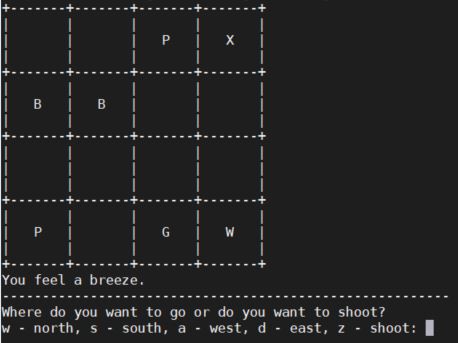 P X
B B
P G W
You feel a breeze.
Where do you want to go or do you want to shoot?
w - north, s - south, a - west, d - east, z - shoot: